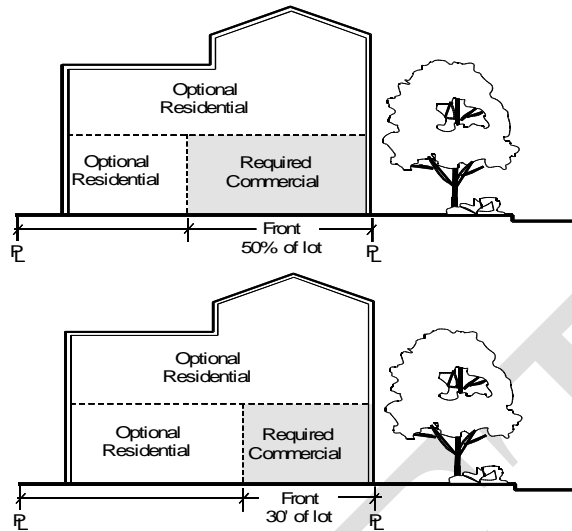 Optional
Residential
Optional
Residential
Required
Commercial
Front
50% of lot
PL
PL
Optional
Residential
Optional
Residential
Required
Commercial
Front
30' of lot
PL
PL